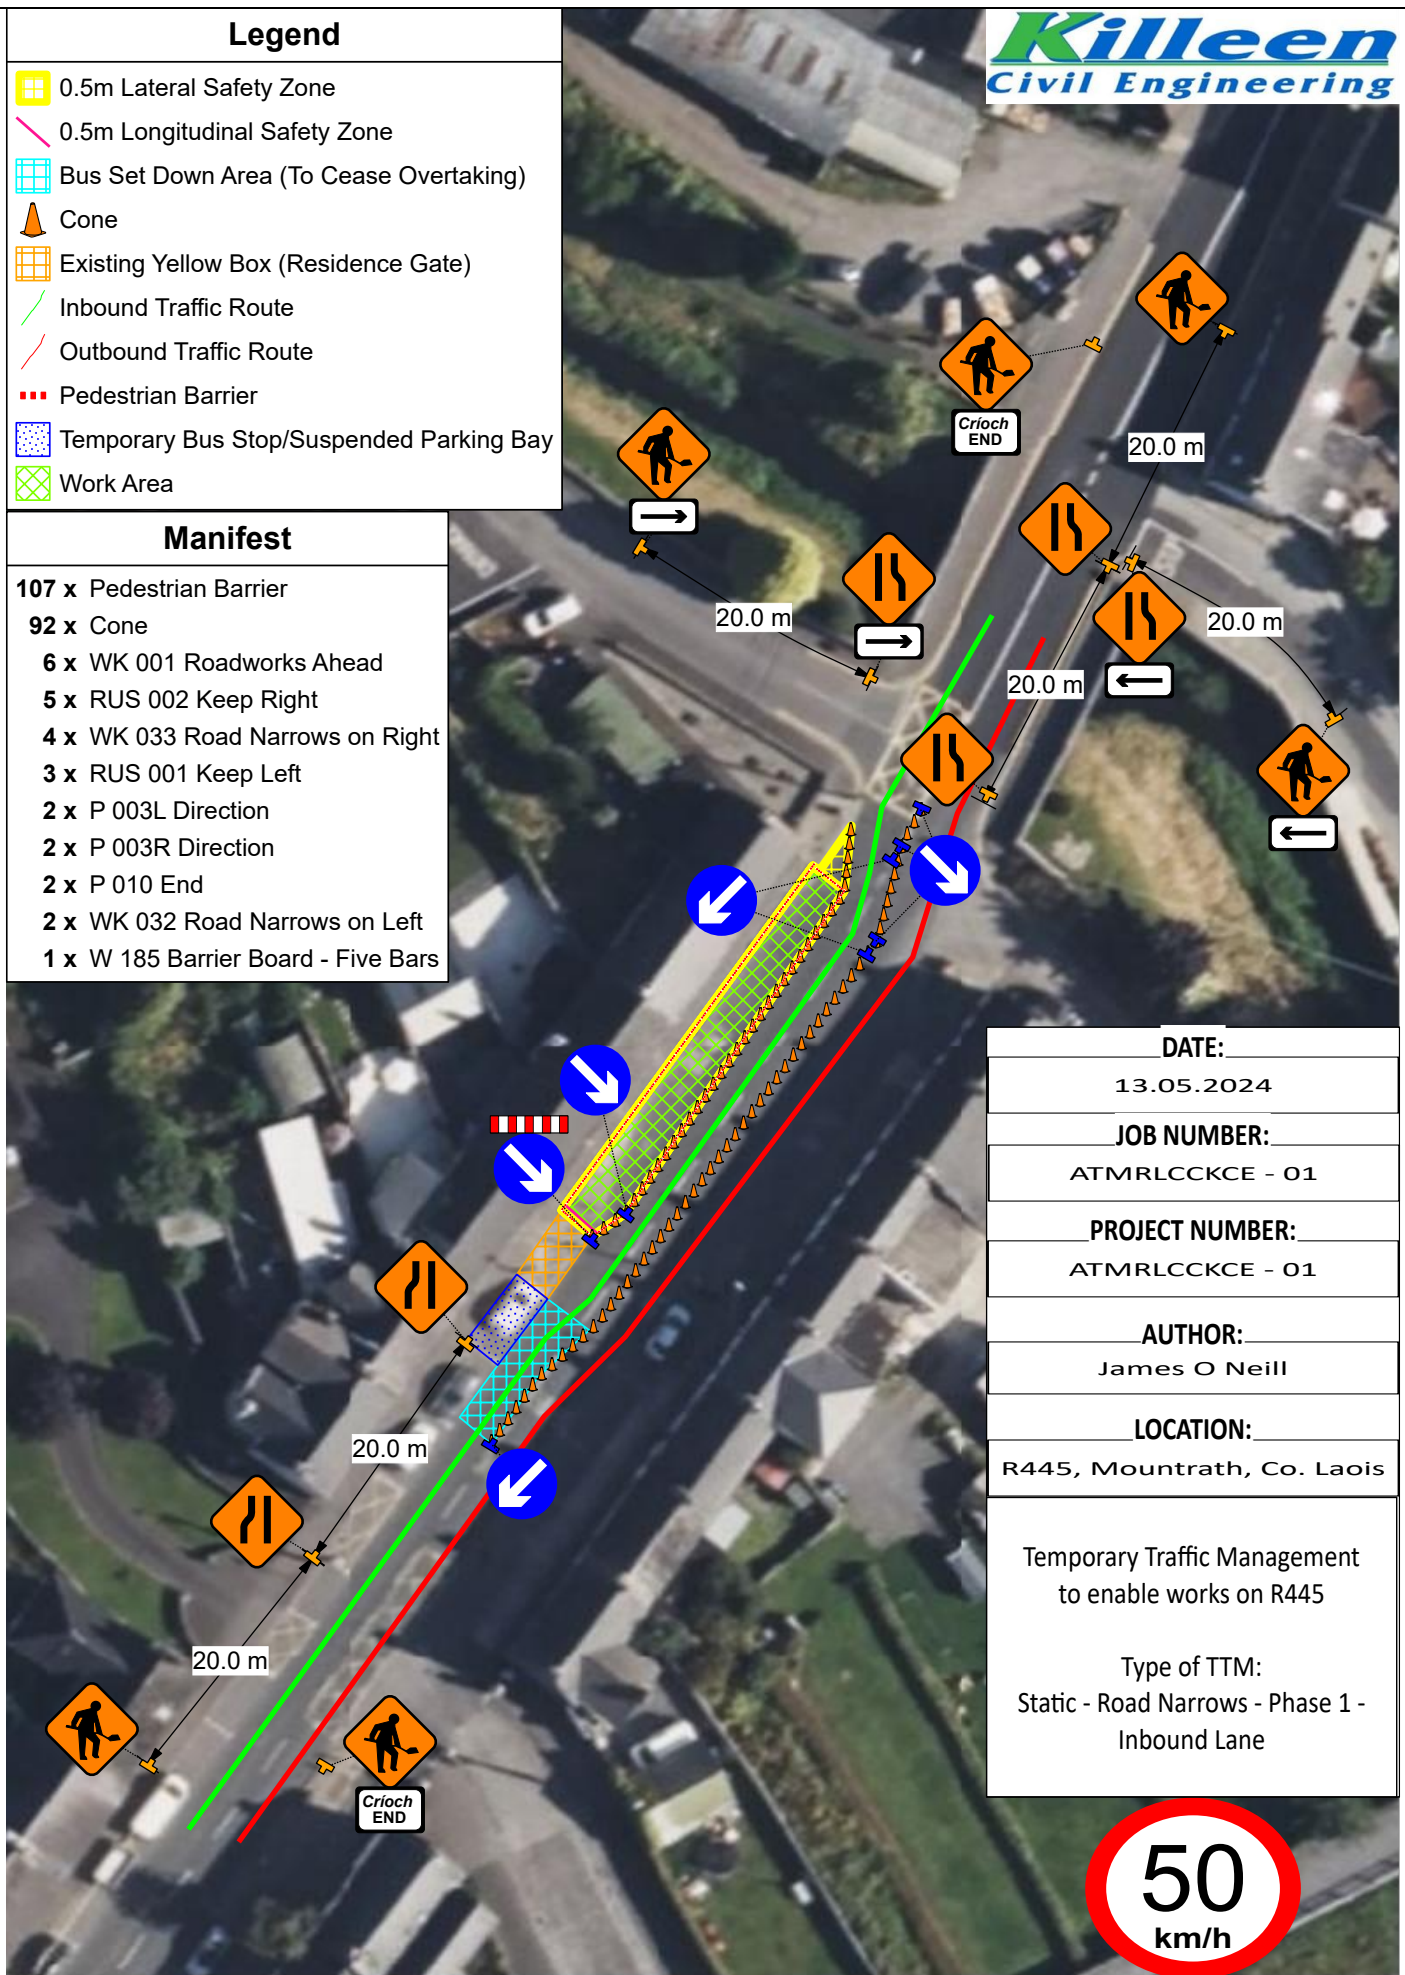 Legend
0.5m Lateral Safety Zone
0.5m Longitudinal Safety Zone
Bus Set Down Area (To Cease Overtaking)
Cone
Existing Yellow Box (Residence Gate)
Inbound Traffic Route
Outbound Traffic Route
Pedestrian Barrier
Temporary Bus Stop/Suspended Parking Bay
Work Area
Manifest
107 x Pedestrian Barrier
92 x Cone
6 x WK 001 Roadworks Ahead
5 x RUS 002 Keep Right
4 x WK 033 Road Narrows on Right
3 x RUS 001 Keep Left
2 x P 003L Direction
2 x P 003R Direction
2 x P 010 End
2 x WK 032 Road Narrows on Left
1 x W 185 Barrier Board - Five Bars
Killeen
Civil Engineering
Críoch
END
20.0 m
20.0 m
20.0 m
20.0 m
20.0 m
20.0 m
Críoch
END
DATE:
13.05.2024
JOB NUMBER:
ATMRLCCKCE - 01
PROJECT NUMBER:
ATMRLCCKCE - 01
AUTHOR:
James O Neill
LOCATION:
R445, Mountrath, Co. Laois
Temporary Traffic Management
to enable works on R445
Type of TTM:
Static - Road Narrows - Phase 1 -
Inbound Lane
50
km/h